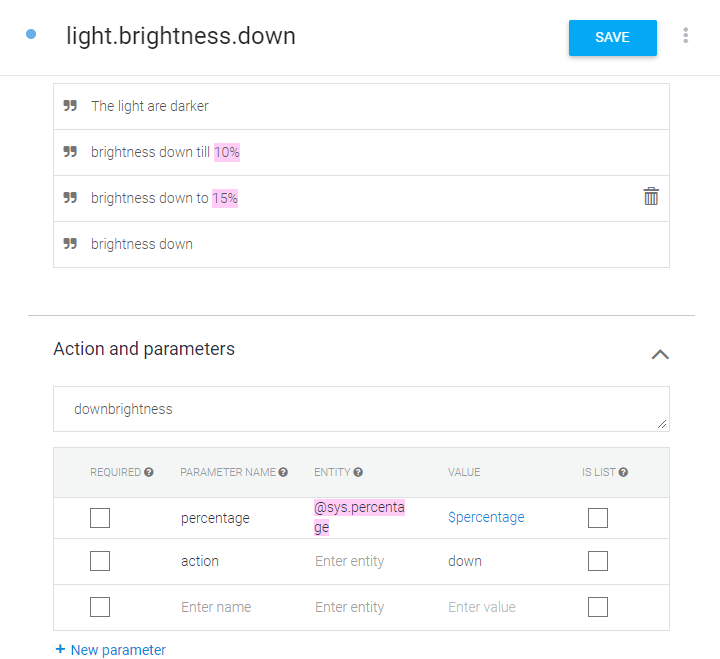 light.brightness.down
SAVE
The light are darker
brightness down till 10%
brightness down to 15%
brightness down
Action and parameters
downbrightness
REQUIRED ? PARAMETER NAME ? ENTITY ? VALUE IS LIST ?
percentage @sys.percenta
ge $percentage
action Enter entity down
Enter name Enter entity Enter value
+ New parameter